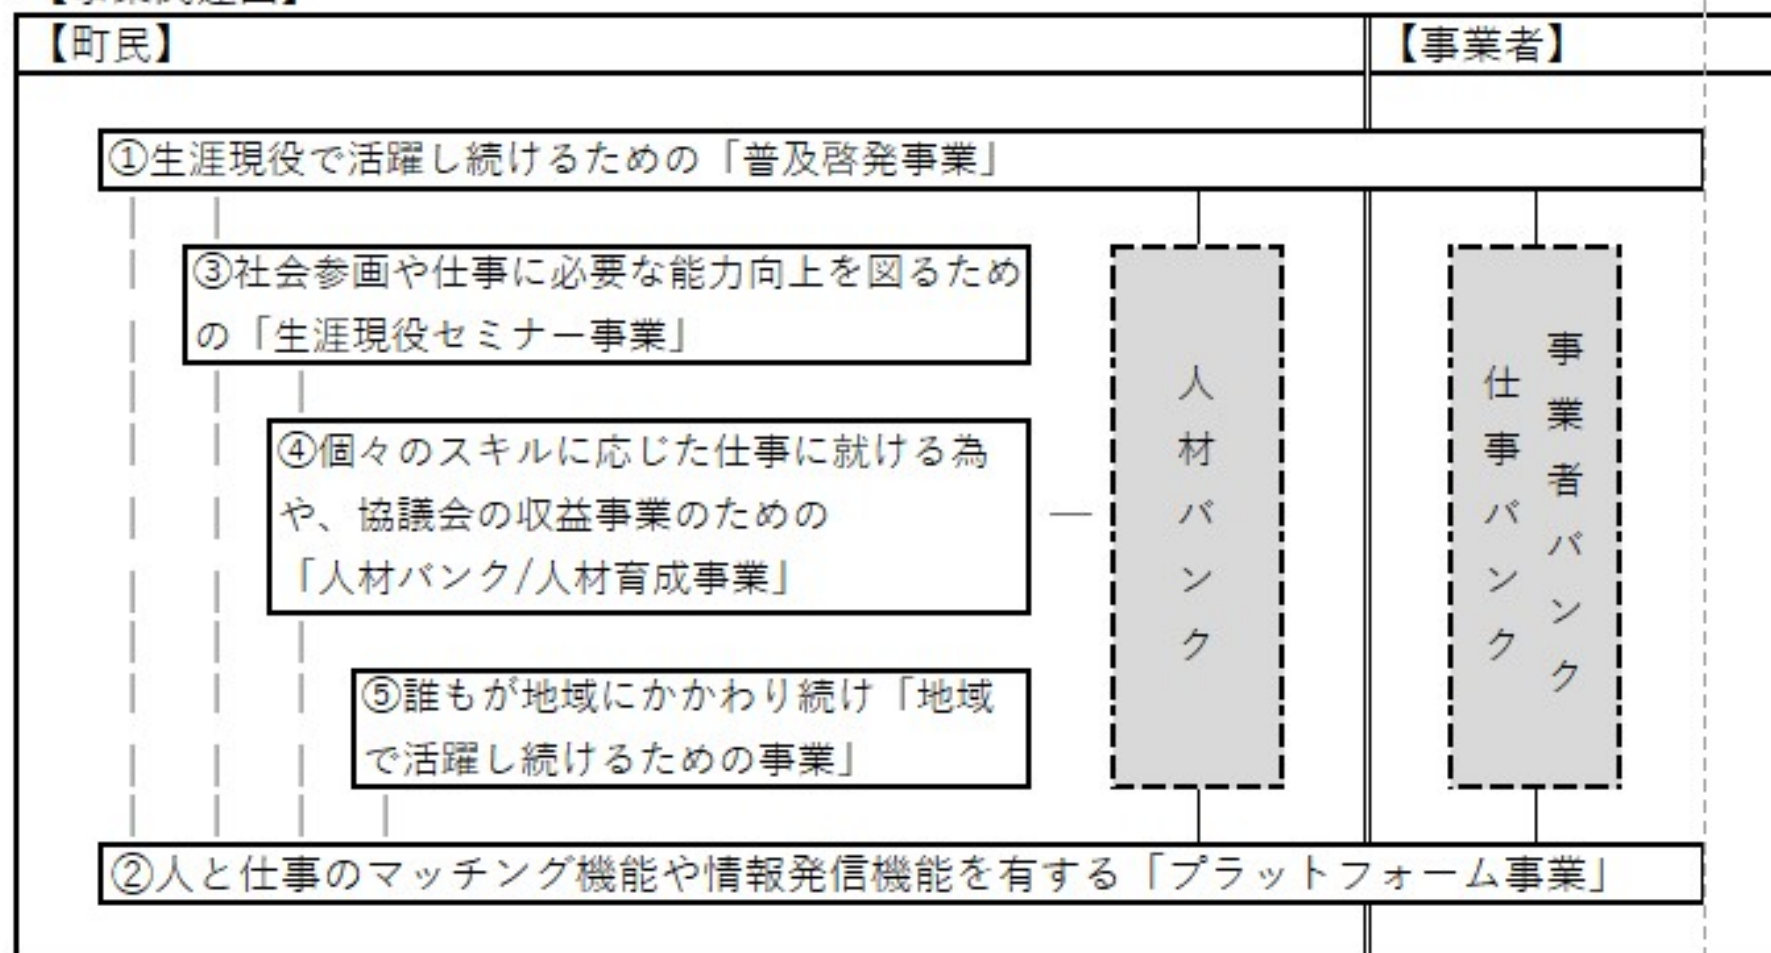 【町民】
【事業者】
①生涯現役で活躍し続けるための「普及啓発事業」
③社会参画や仕事に必要な能力向上を図るため
の「生涯現役セミナー事業」
④個々のスキルに応じた仕事に就ける為
や、協議会の収益事業のための
「人材バンク/人材育成事業」
⑤誰もが地域にかかわり続け「地域
で活躍し続けるための事業」
人材バンク
事業者バンク
仕事バンク
②人と仕事のマッチング機能や情報発信機能を有する「プラットフォーム事業」